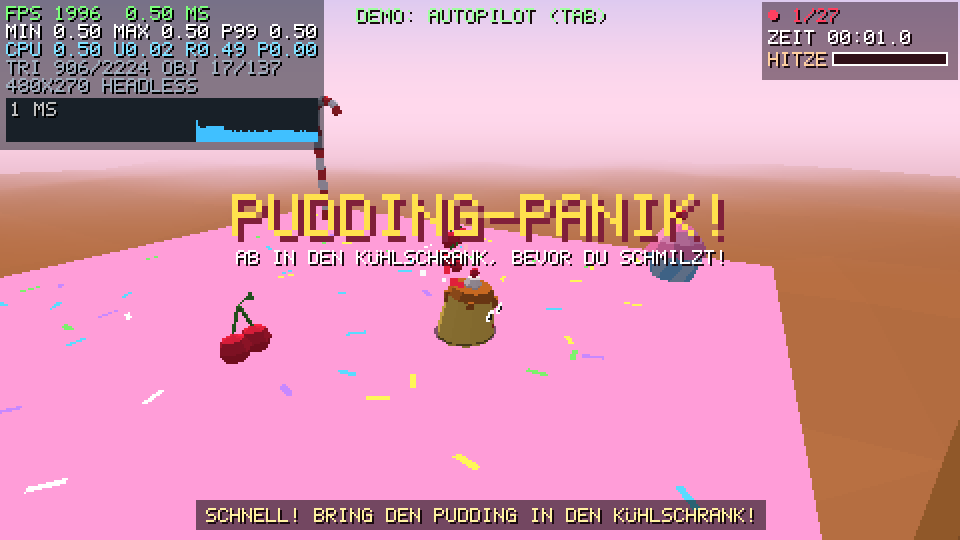 FPS 1996 0.50 MS
MIN 0.50 MAX 0.50 P99 0.50
CPU 0.50 U0.02 R0.49 P0.00
TRI 906/2224 OBJ 17/137
480X270 HEADLESS
1 MS
DEMO: AUTOPILOT (TAB)
1/27
ZEIT 00:01.0
HITZE
PUDDING-PANIK!
AB IN DEN KÜHLSCHRANK, BEVOR DU SCHMILZT!
SCHNELL! BRING DEN PUDDING IN DEN KÜHLSCHRANK!